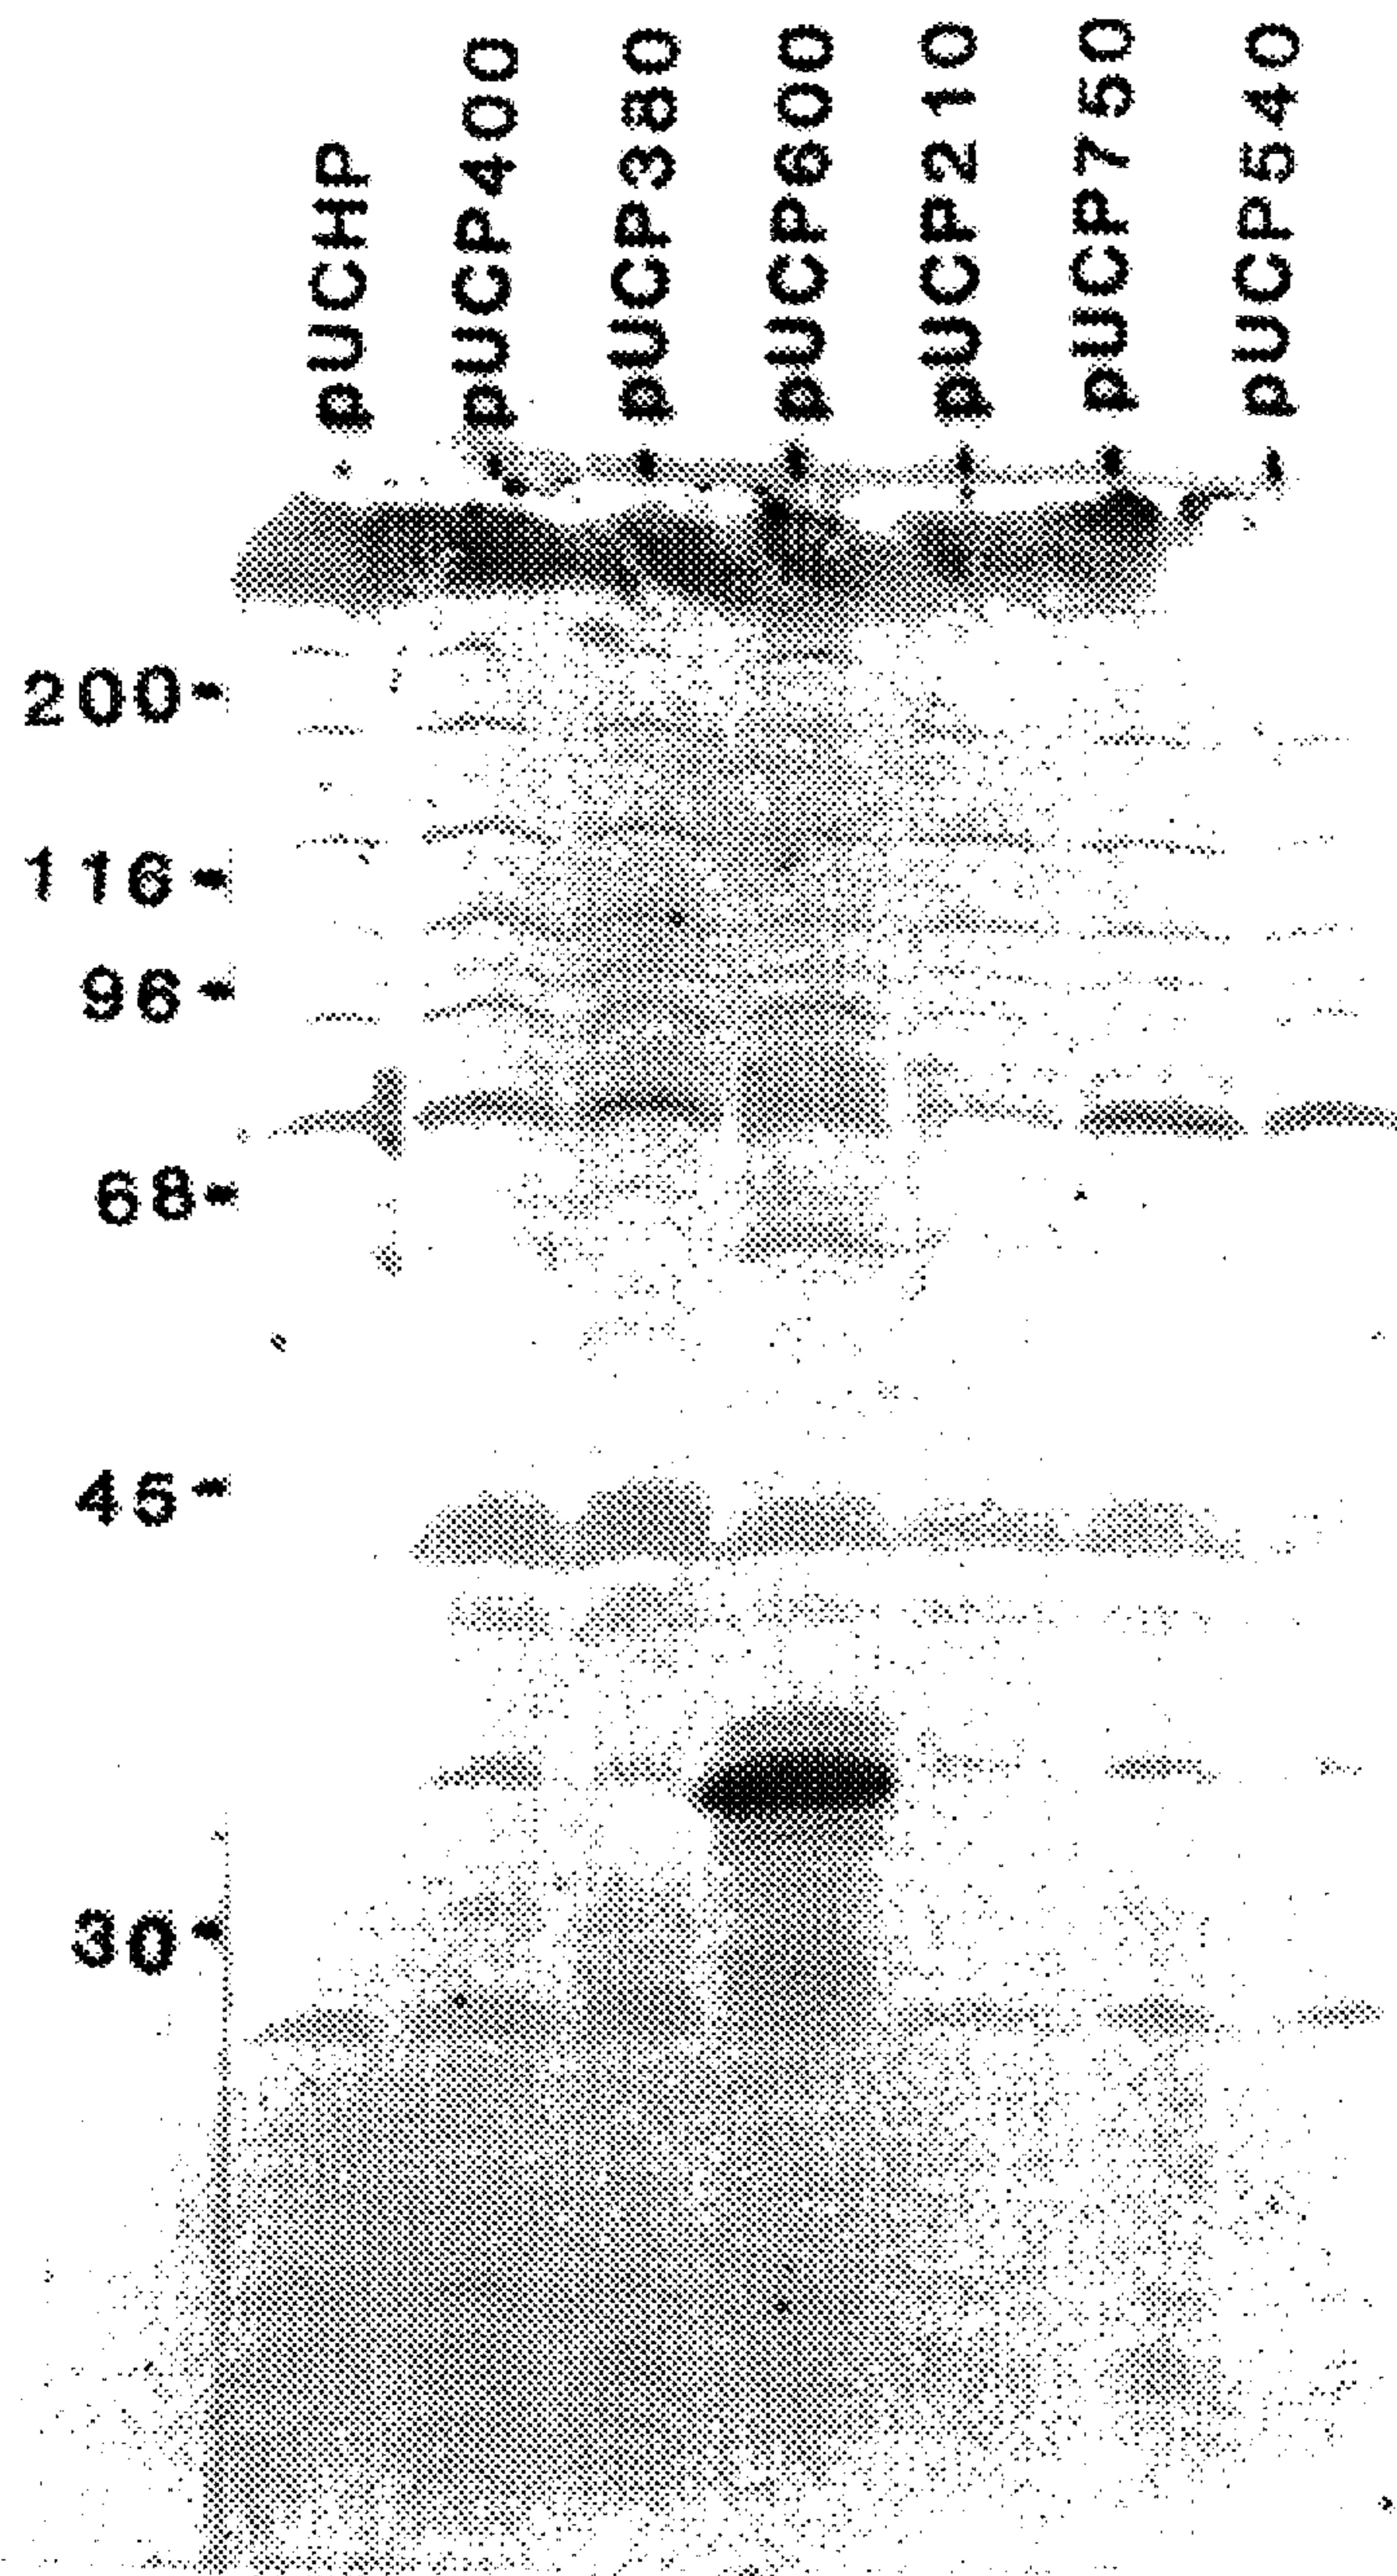 pUCHP
pUCP400
pUCP380
pUCP600
pUCP210
pUCP750
pUCP540
200-
116-
96-
68-
45-
30-